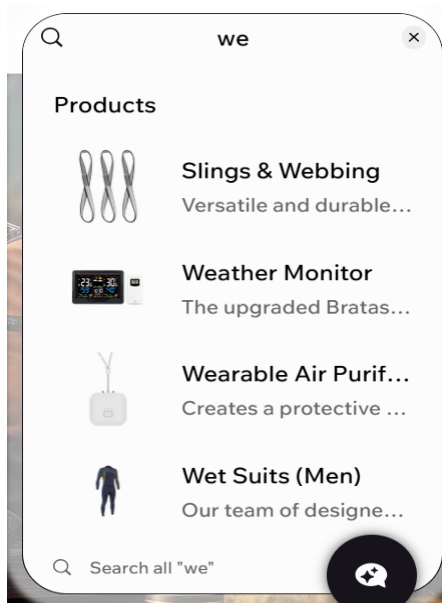 we
Products
Slings & Webbing
Versatile and durable...
Weather Monitor
The upgraded Bratas...
Wearable Air Purif...
Creates a protective ...
Wet Suits (Men)
Our team of designe...
Search all "we"